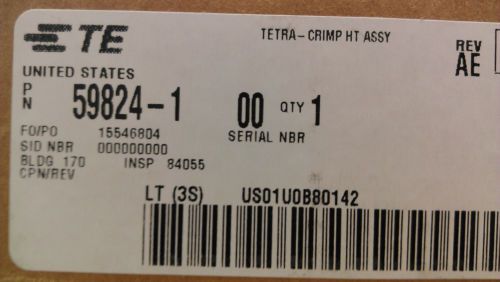 TE
TETRA-CRIMP HT ASSY
REV
AE
UNITED STATES
PN 59824-1 00 QTY 1
FO/PO 15546804 SERIAL NBR
SID NBR 000000000
BLDG 170 INSP 84055
CPN/REV
LT (3S) US01U0B80142